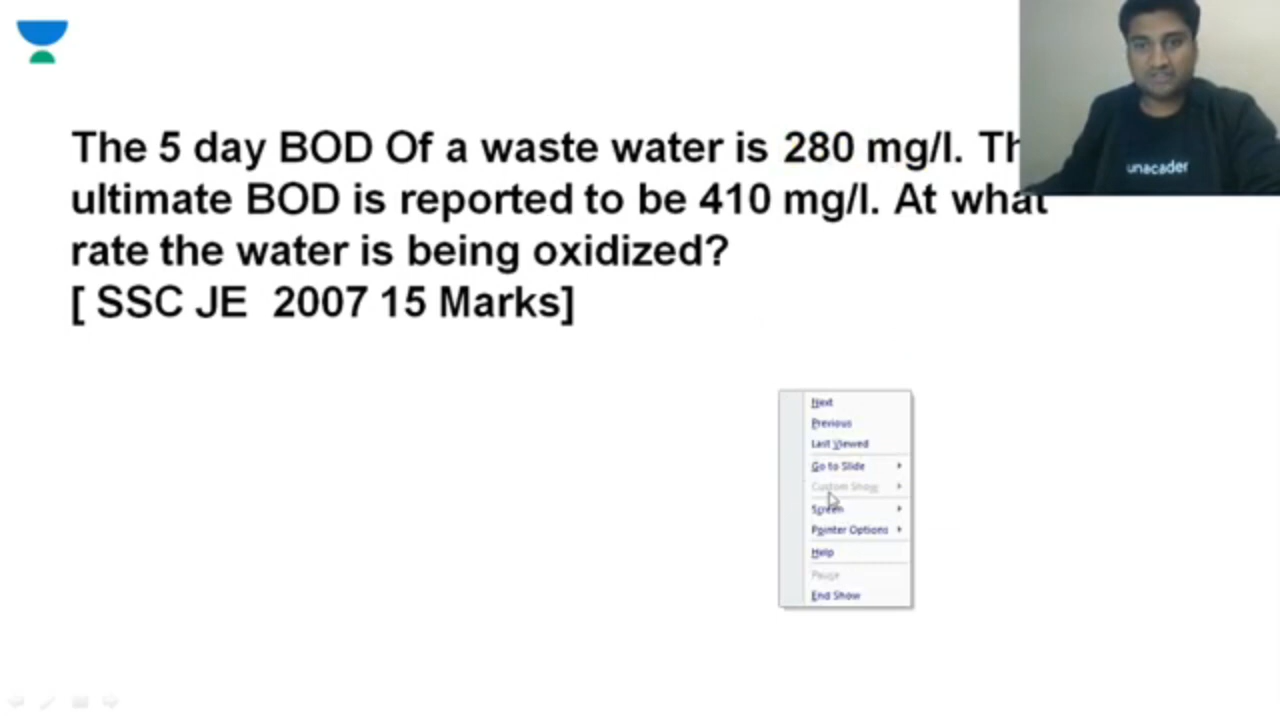 The 5 day BOD Of a waste water is 280 mg/l.
ultimate BOD is reported to be 410 mg/l. At what
rate the water is being oxidized?
[ SSC JE 2007 15 Marks]
unacader
Next
Previous
Last Viewed
Go to Slide
Custom Show
Screen
Pointer Options
Help
Pause
End Show